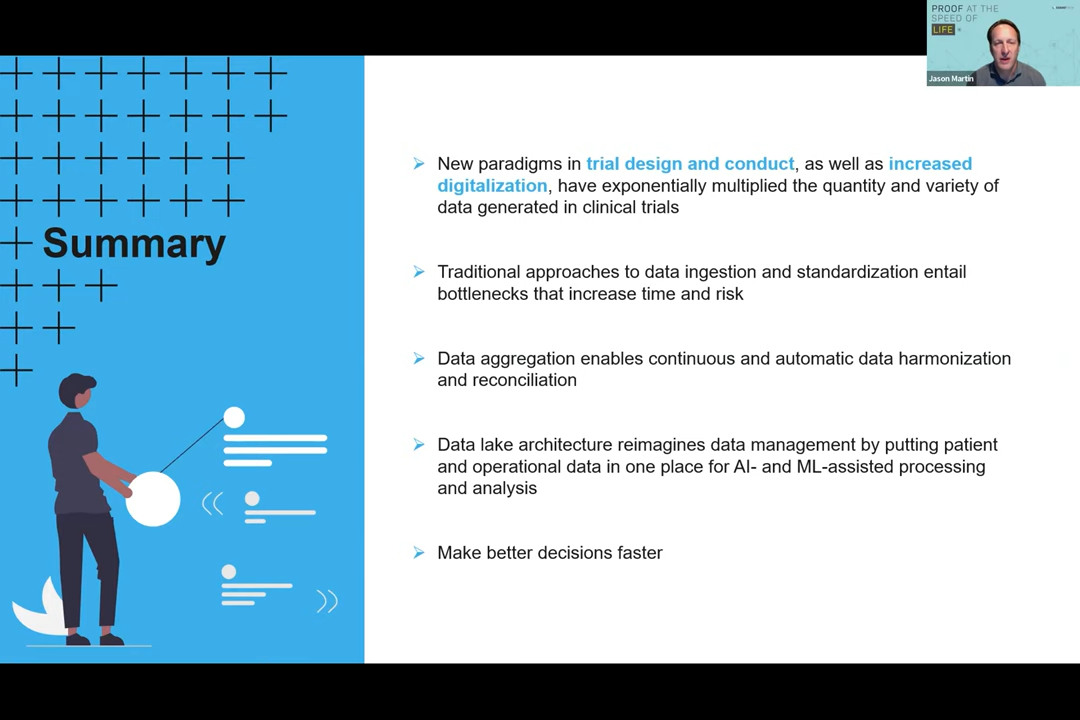 PROOF AT THE
SPEED OF
LIFE
Jason Martin
Summary
New paradigms in trial design and conduct, as well as increased
digitalization, have exponentially multiplied the quantity and variety of
data generated in clinical trials
Traditional approaches to data ingestion and standardization entail
bottlenecks that increase time and risk
Data aggregation enables continuous and automatic data harmonization
and reconciliation
Data lake architecture reimagines data management by putting patient
and operational data in one place for AI- and ML-assisted processing
and analysis
Make better decisions faster